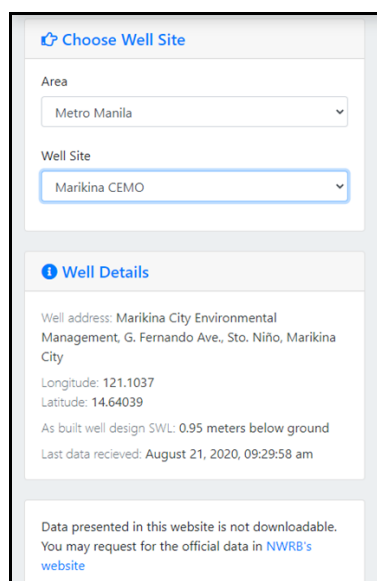 Choose Well Site
Area
Metro Manila
Well Site
Marikina CEMO
Well Details
Well address: Marikina City Environmental
Management, G. Fernando Ave., Sto. Niño, Marikina
City
Longitude: 121.1037
Latitude: 14.64039
As built well design SWL: 0.95 meters below ground
Last data recieved: August 21, 2020, 09:29:58 am
Data presented in this website is not downloadable.
You may request for the official data in NWRB's
website